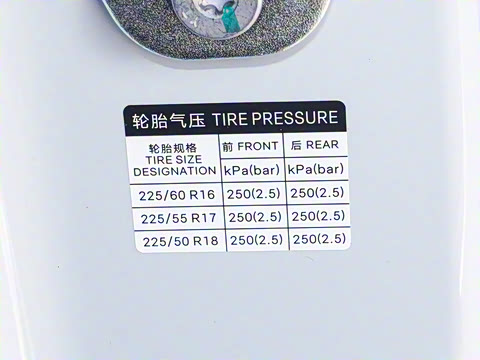 轮胎气压 TIRE PRESSURE
轮胎规格
TIRE SIZE
DESIGNATION
前 FRONT 后 REAR
kPa(bar) kPa(bar)
225/60 R16 250(2.5) 250(2.5)
225/55 R17 250(2.5) 250(2.5)
225/50 R18 250(2.5) 250(2.5)